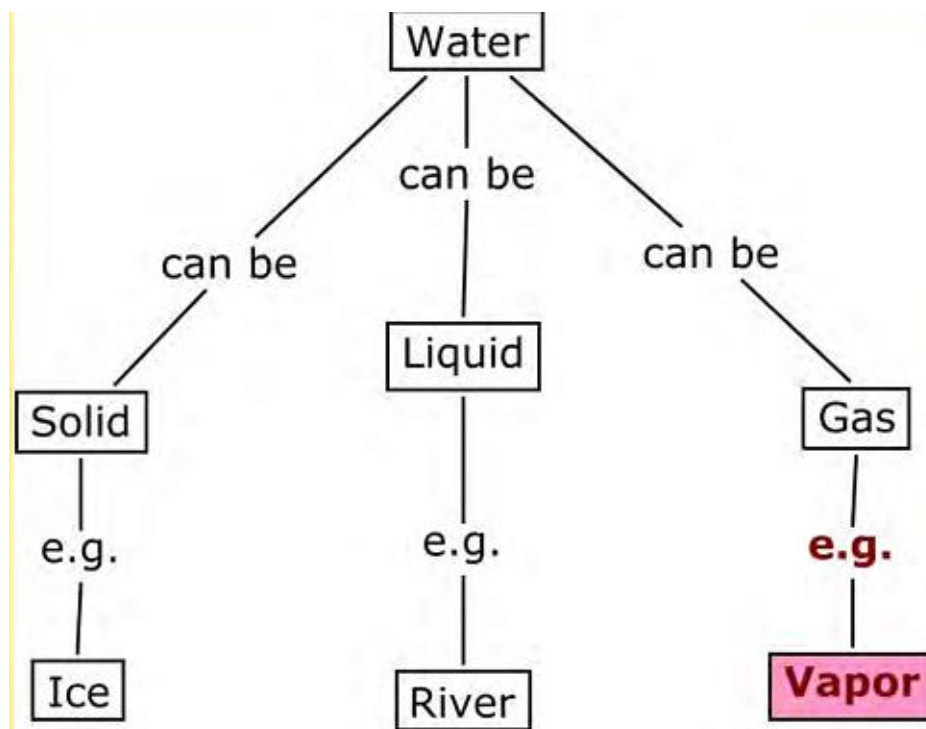 Water
can be
can be
can be
Liquid
Solid
Gas
e.g.
e.g.
e.g.
Ice
River
Vapor